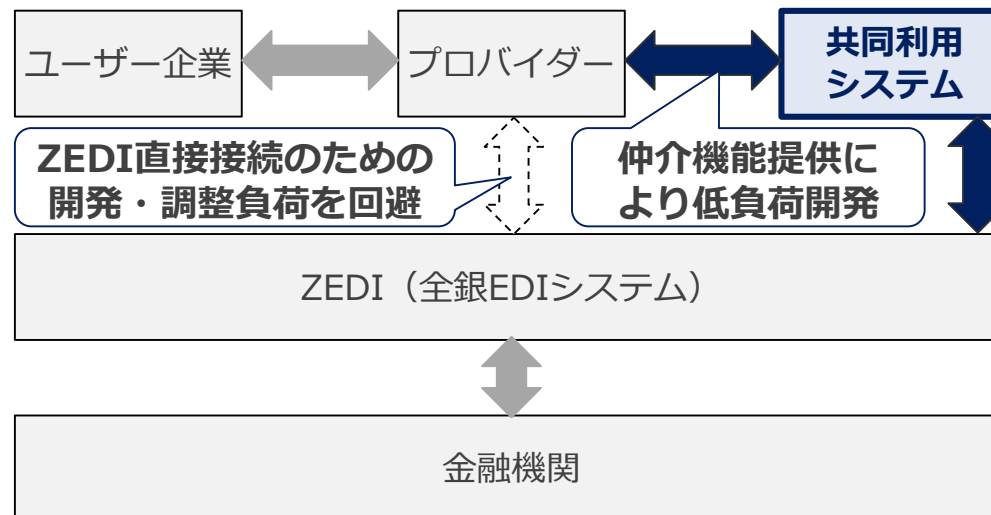 ユーザー企業
プロバイダー
共同利用
システム
ZEDI直接接続のための
開発・調整負荷を回避
仲介機能提供に
より低負荷開発
ZEDI（全銀EDIシステム）
金融機関